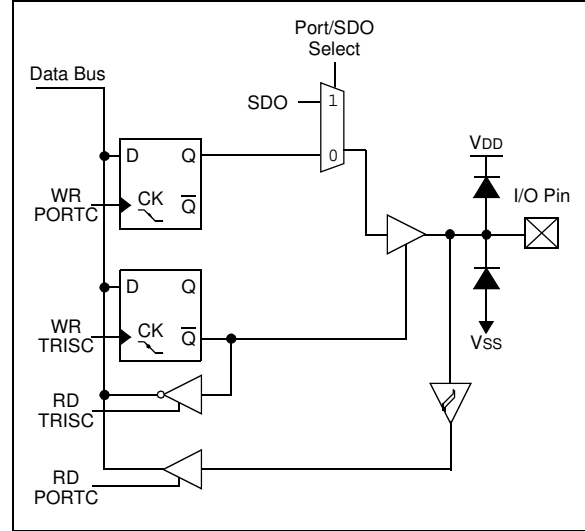 Port/SDO
Select
Data Bus
SDO
1
0
D
Q
WR
PORTC
CK
Q
VDD
I/O Pin
D
Q
WR
TRISC
CK
Q
VSS
RD
TRISC
RD
PORTC